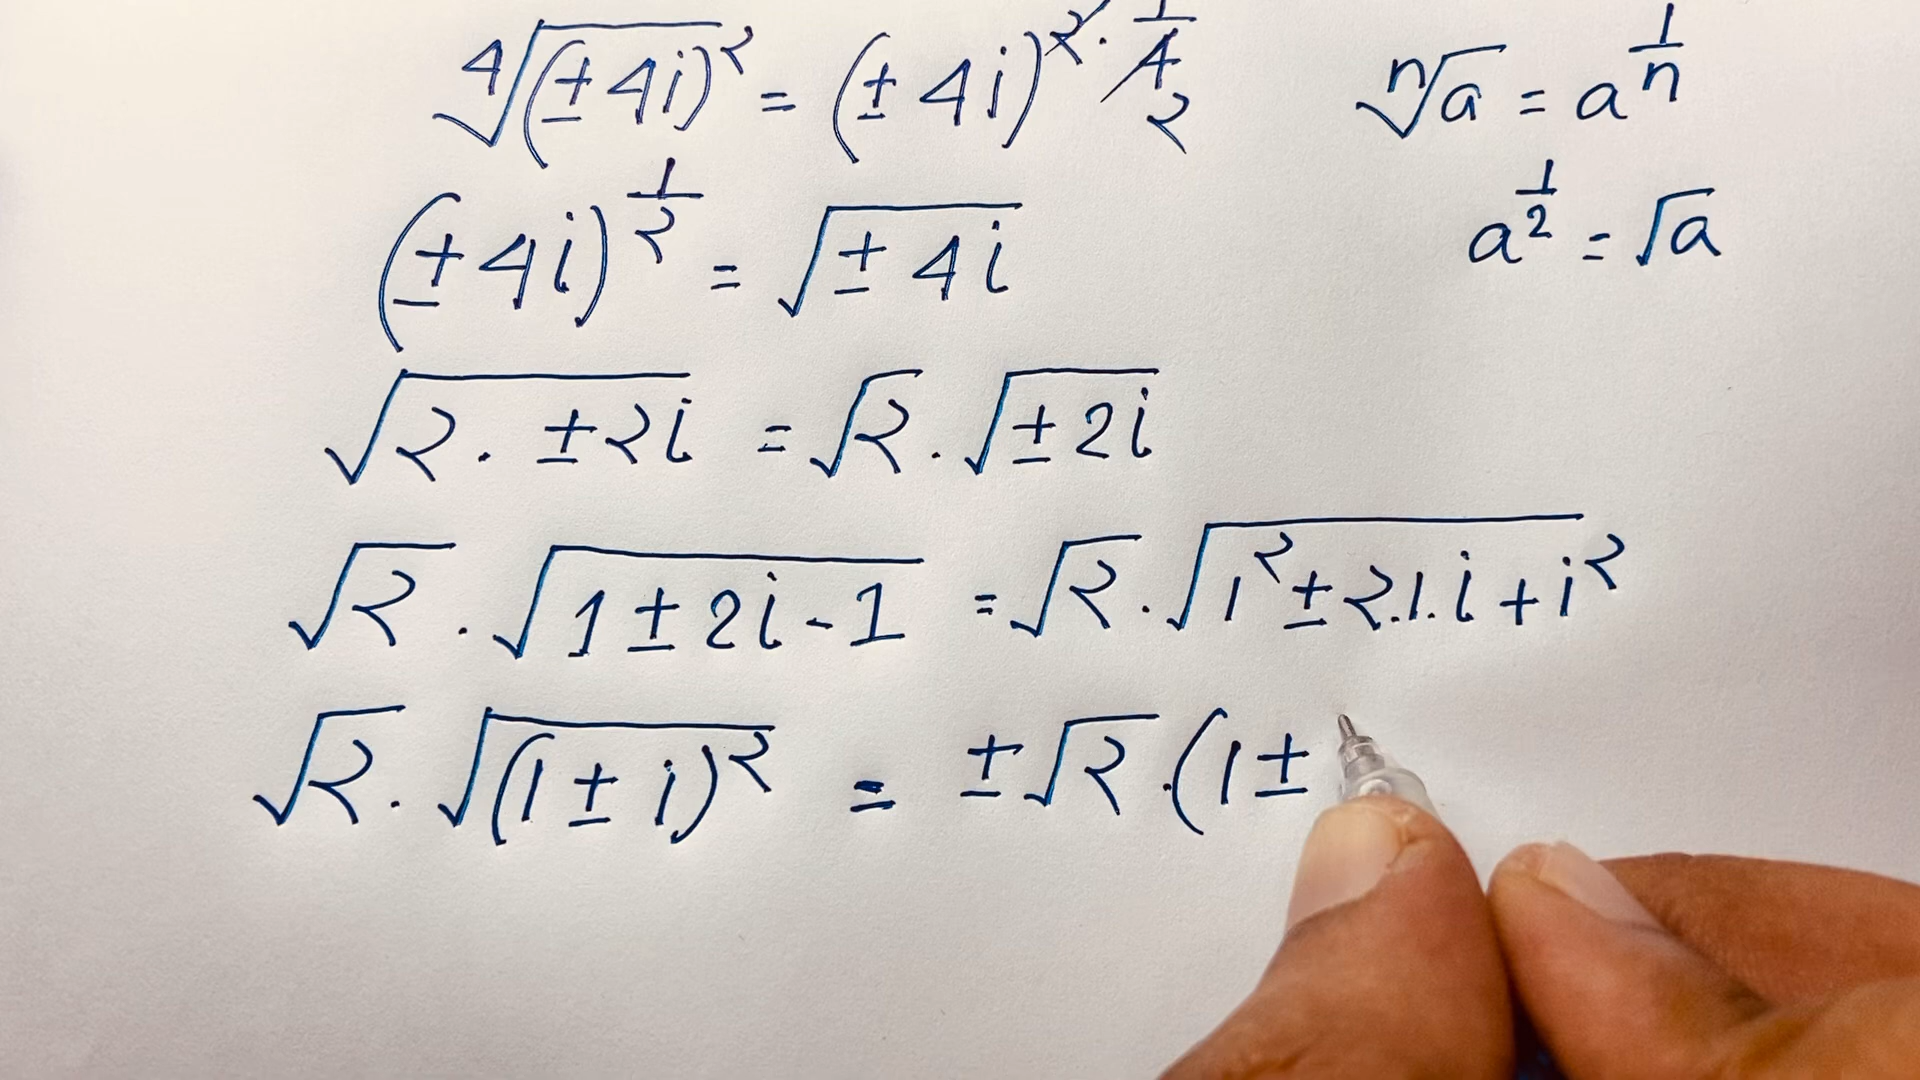 ⁴√(±4i)² = (±4i)^2·1/4 2
ⁿ√a = a^1/n
(±4i)^1/2 = √±4i
a^1/2 = √a
√2 · ±2i = √2 · √±2i
√2 · √1 ± 2i - 1 = √2 · √1² ± 2.1.i + i²
√2 · √(1 ± i)² = ±√2 · (1 ±